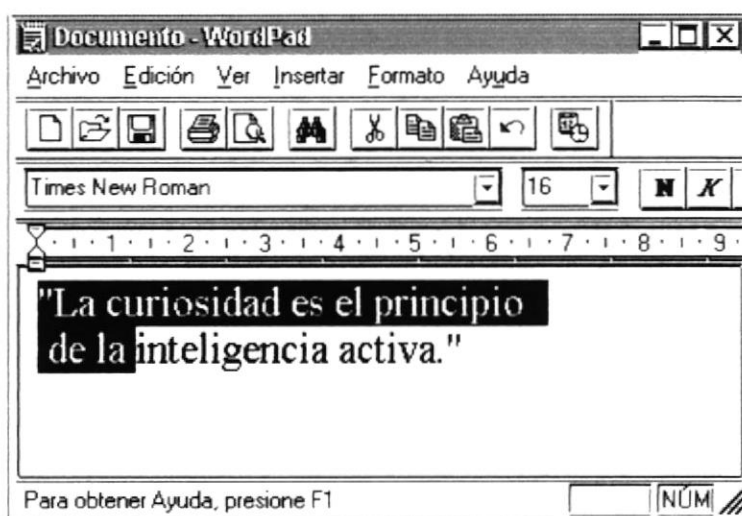 Documento - WordPad
Archivo Edición Ver Insertar Formato Ayuda
Times New Roman 16 N K
1 2 3 4 5 6 7 8 9
"La curiosidad es el principio
de la inteligencia activa."
Para obtener Ayuda, presione F1 NÚM